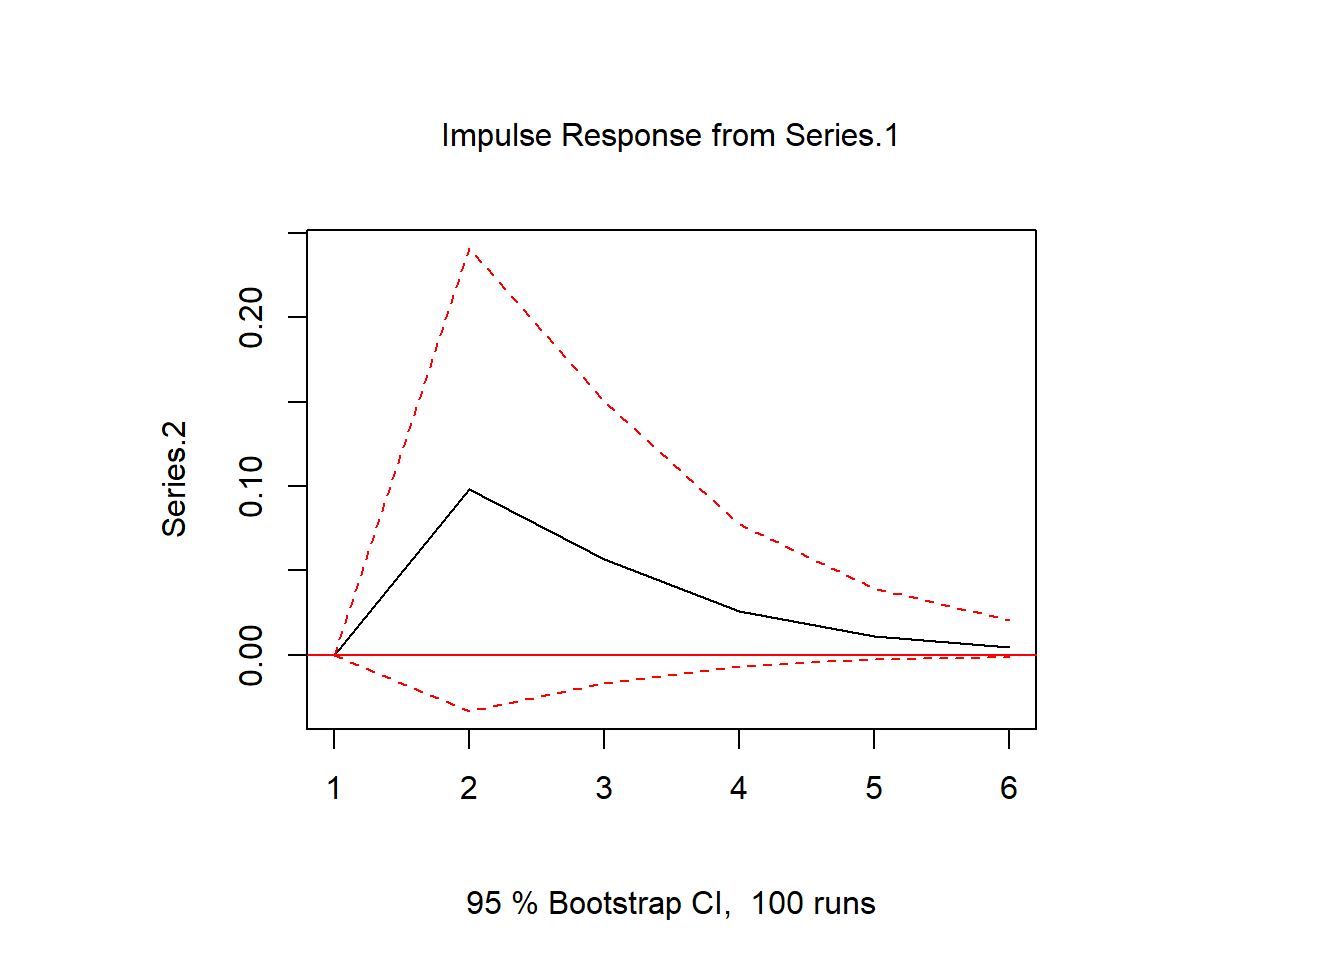 Impulse Response from Series.1
Series.2
0.20
0.10
0.00
1 2 3 4 5 6
95 % Bootstrap CI,  100 runs